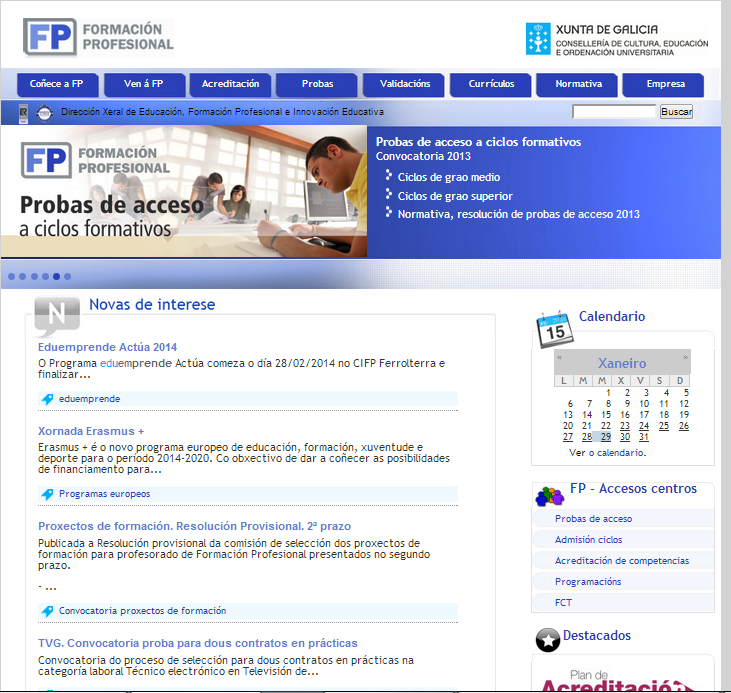 FP FORMACIÓN
PROFESIONAL
XUNTA DE GALICIA
CONSELLERÍA DE CULTURA, EDUCACIÓN
E ORDENACIÓN UNIVERSITARIA
Coñece a FP
Ven á FP
Acreditación
Probas
Validacións
Currículos
Normativa
Empresa
Dirección Xeral de Educación, Formación Profesional e Innovación Educativa
Buscar
FP FORMACIÓN
PROFESIONAL
Probas de acceso
a ciclos formativos
Probas de acceso a ciclos formativos
Convocatoria 2013
Ciclos de grao medio
Ciclos de grao superior
Normativa, resolución de probas de acceso 2013
N Novas de interese
Eduemprende Actúa 2014
O Programa eduemprende Actúa comeza o día 28/02/2014 no CIFP Ferrolterra e
finalizar...
eduemprende
Xornada Erasmus +
Erasmus + é o novo programa europeo de educación, formación, xuventude e
deporte para o período 2014-2020. Co obxectivo de dar a coñecer as posibilidades
de financiamento para...
Programas europeos
Proxectos de formación. Resolución Provisional. 2ª prazo
Publicada a Resolución provisional da comisión de selección dos proxectos de
formación para profesorado de Formación Profesional presentados no segundo
prazo.
- ...
Convocatoria proxectos de formación
TVG. Convocatoria proba para dous contratos en prácticas
Convocatoria do proceso de selección para dous contratos en prácticas na
categoría laboral Técnico electrónico en Televisión de...
15 Calendario
« Xaneiro »
L M M X V S D
1 2 3 4 5
6 7 8 9 10 11 12
13 14 15 16 17 18 19
20 21 22 23 24 25 26
27 28 29 30 31
Ver o calendario.
FP - Accesos centros
Probas de acceso
Admisión ciclos
Acreditación de competencias
Programacións
FCT
Destacados
Plan de